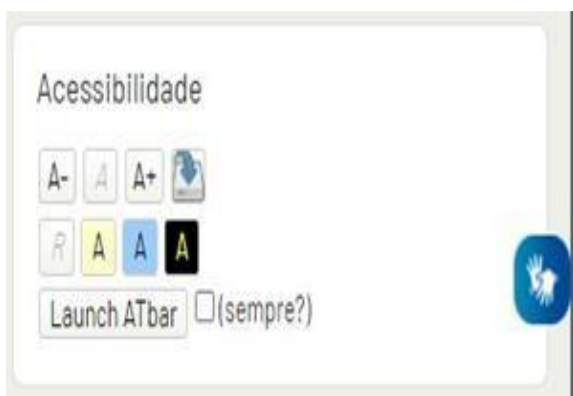 Acessibilidade
A- A A+
R A A A
Launch ATbar (sempre?)